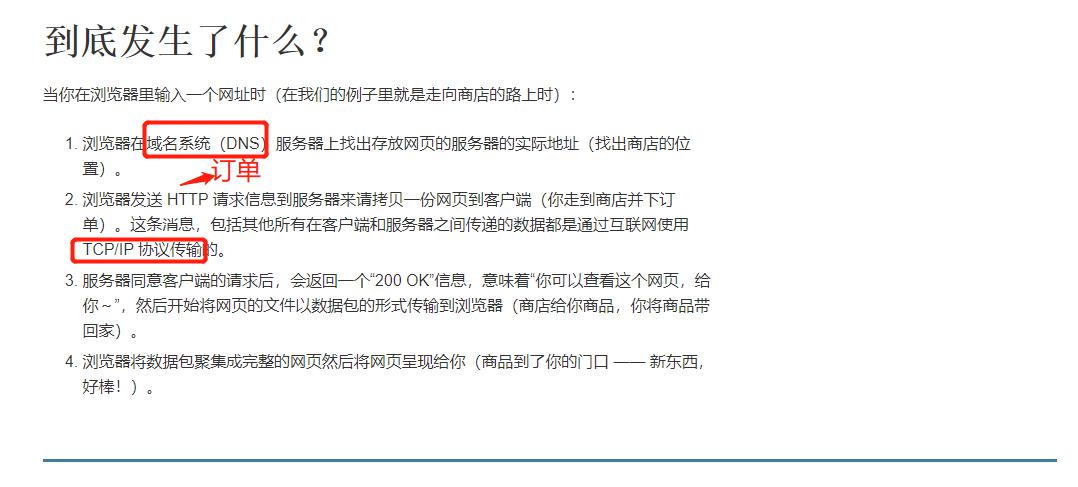 到底发生了什么？
当你在浏览器里输入一个网址时（在我们的例子里就是走向商店的路上时）：
1. 浏览器在域名系统（DNS）服务器上找出存放网页的服务器的实际地址（找出商店的位
置）。
订单
2. 浏览器发送 HTTP 请求信息到服务器来请拷贝一份网页到客户端（你走到商店并下订
单）。这条消息，包括其他所有在客户端和服务器之间传递的数据都是通过互联网使用
TCP/IP 协议传输的。
3. 服务器同意客户端的请求后，会返回一个“200 OK”信息，意味着“你可以查看这个网页，给
你～”，然后开始将网页的文件以数据包的形式传输到浏览器（商店给你商品，你将商品带
回家）。
4. 浏览器将数据包聚集成完整的网页然后将网页呈现给你（商品到了你的门口 —— 新东西，
好棒！）。